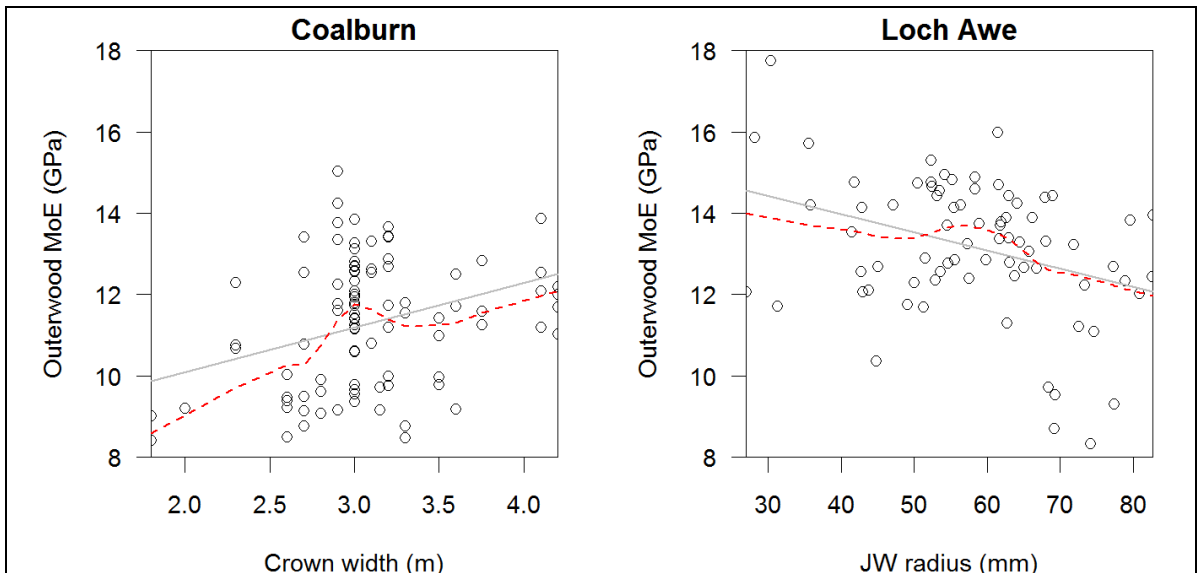 Coalburn
18
16
14
12
10
8
Outerwood MoE (GPa)
2.0 2.5 3.0 3.5 4.0
Crown width (m)
Loch Awe
18
16
14
12
10
8
Outerwood MoE (GPa)
30 40 50 60 70 80
JW radius (mm)